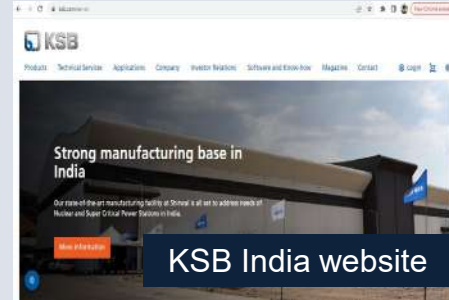 KSB
Products Technical Service Applications Company Investor Relations Software and Know-how Magazine Contact Login
Strong manufacturing base in
India
Our state-of-the-art manufacturing facility at Shirwal is all set to address needs of
Nuclear and Super Critical Power Stations in India.
More information
KSB India website